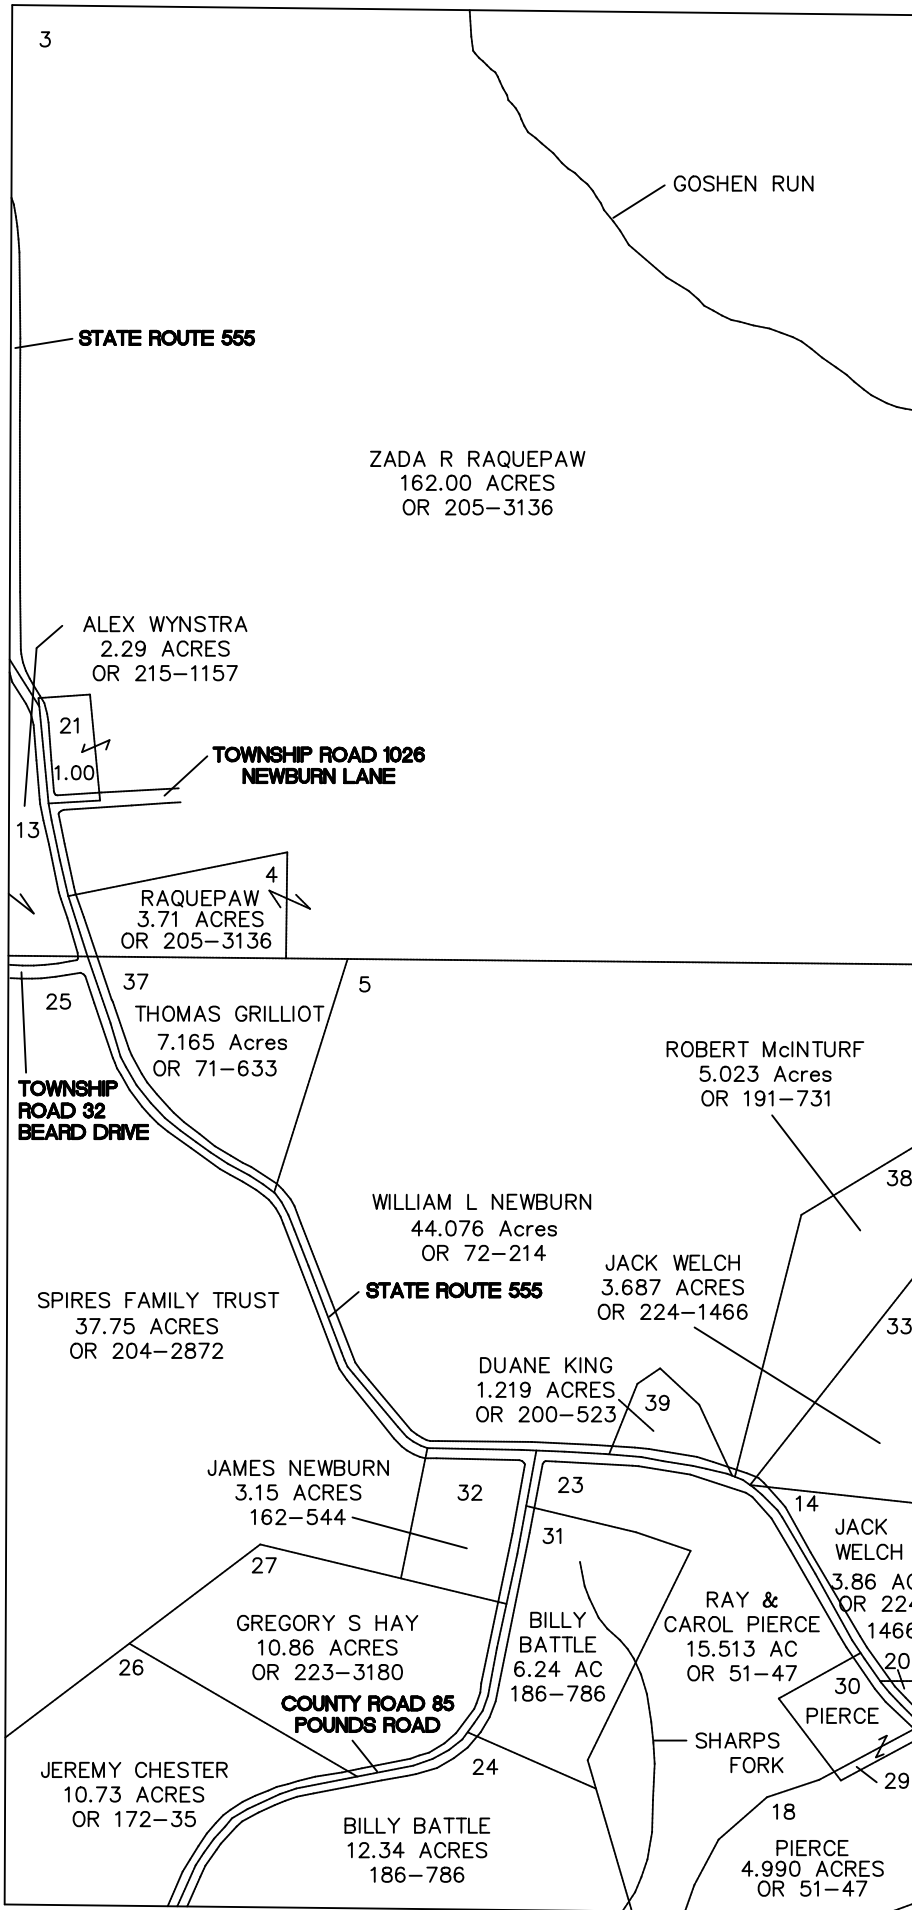 3
GOSHEN RUN
STATE ROUTE 555
ZADA R RAQUEPAW
162.00 ACRES
OR 205-3136
ALEX WYNSTRA
2.29 ACRES
OR 215-1157
21
1.00
TOWNSHIP ROAD 1026
NEWBURN LANE
13
4
RAQUEPAW
3.71 ACRES
OR 205-3136
37
5
25
THOMAS GRILLIOT
7.165 Acres
OR 71-633
TOWNSHIP
ROAD 32
BEARD DRIVE
ROBERT McINTURF
5.023 Acres
OR 191-731
38
WILLIAM L NEWBURN
44.076 Acres
OR 72-214
STATE ROUTE 555
JACK WELCH
3.687 ACRES
OR 224-1466
33
SPIRES FAMILY TRUST
37.75 ACRES
OR 204-2872
DUANE KING
1.219 ACRES
OR 200-523
39
JAMES NEWBURN
3.15 ACRES
162-544
32
23
14
JACK
WELCH
3.86 AC
OR 224
1466
31
27
GREGORY S HAY
10.86 ACRES
OR 223-3180
BILLY
BATTLE
6.24 AC
186-786
RAY &
CAROL PIERCE
15.513 AC
OR 51-47
20
26
30
PIERCE
COUNTY ROAD 85
POUNDS ROAD
SHARPS
FORK
24
29
JEREMY CHESTER
10.73 ACRES
OR 172-35
18
BILLY BATTLE
12.34 ACRES
186-786
PIERCE
4.990 ACRES
OR 51-47